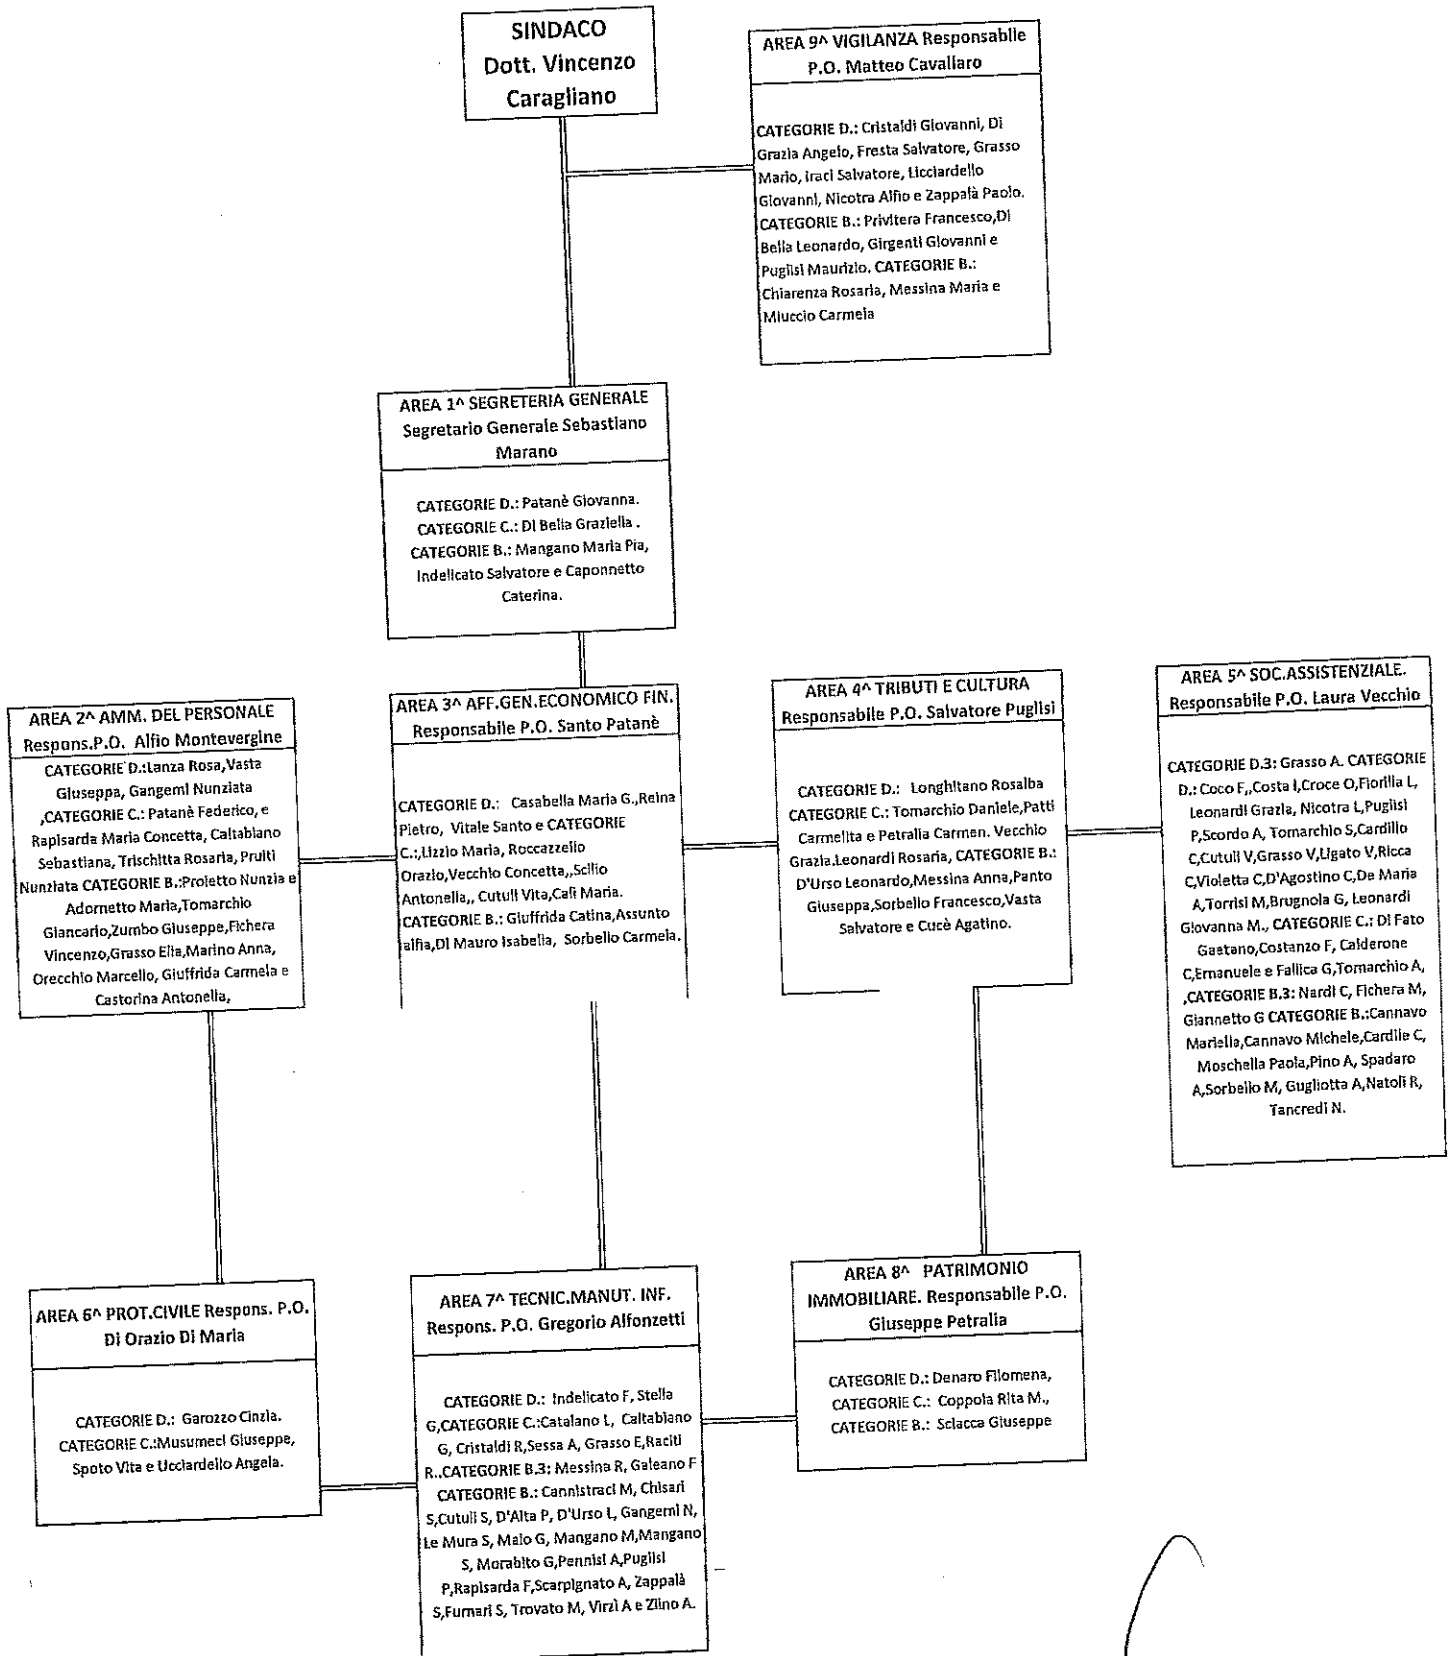 SINDACO
Dott. Vincenzo
Caragliano
AREA 9^ VIGILANZA Responsabile
P.O. Matteo Cavallaro
CATEGORIE D.: Cristaldi Giovanni, Di
Grazia Angelo, Fresta Salvatore, Grasso
Mario, Iraci Salvatore, Licciardello
Giovanni, Nicotra Alfio e Zappalà Paolo.
CATEGORIE B.: Privitera Francesco,Di
Bella Leonardo, Girgenti Giovanni e
Puglisi Maurizio. CATEGORIE B.:
Chiarenza Rosaria, Messina Maria e
Miuccio Carmela
AREA 1^ SEGRETERIA GENERALE
Segretario Generale Sebastiano
Marano
CATEGORIE D.: Patanè Giovanna.
CATEGORIE C.: Di Bella Graziella .
CATEGORIE B.: Mangano Maria Pia,
Indelicato Salvatore e Caponnetto
Caterina.
AREA 2^ AMM. DEL PERSONALE
Respons.P.O. Alfio Montevergine
CATEGORIE D.:Lanza Rosa,Vasta
Giuseppa, Gangemi Nunziata
,CATEGORIE C.: Patanè Federico, e
Rapisarda Maria Concetta, Caltabiano
Sebastiana, Trischitta Rosaria, Pruiti
Nunziata CATEGORIE B.:Proietto Nunzia e
Adornetto Maria,Tomarchio
Giancarlo,Zumbo Giuseppe,Fichera
Vincenzo,Grasso Elia,Marino Anna,
Orecchio Marcello, Giuffrida Carmela e
Castorina Antonella,
AREA 3^ AFF.GEN.ECONOMICO FIN.
Responsabile P.O. Santo Patanè
CATEGORIE D.: Casabella Maria G.,Reina
Pietro, Vitale Santo e CATEGORIE
C.:,Lizzio Maria, Roccazzello
Orazio,Vecchio Concetta,,Scilio
Antonella,, Cutuli Vita,Calì Maria.
CATEGORIE B.: Giuffrida Catina,Assunto
alfia,Di Mauro Isabella, Sorbello Carmela.
AREA 4^ TRIBUTI E CULTURA
Responsabile P.O. Salvatore Puglisi
CATEGORIE D.: Longhitano Rosalba
CATEGORIE C.: Tomarchio Daniele,Patti
Carmelita e Petralia Carmen. Vecchio
Grazia.Leonardi Rosaria, CATEGORIE B.:
D'Urso Leonardo,Messina Anna,Panto
Giuseppa,Sorbello Francesco,Vasta
Salvatore e Cucè Agatino.
AREA 5^ SOC.ASSISTENZIALE.
Responsabile P.O. Laura Vecchio
CATEGORIE D.3: Grasso A. CATEGORIE
D.: Coco F,,Costa I,Croce O,Fiorilla L,
Leonardi Grazia, Nicotra L,Puglisi
P,Scordo A, Tomarchio S,Cardillo
C,Cutuli V,Grasso V,Ligato V,Ricca
C,Violetta C,D'Agostino C,De Maria
A,Torrisi M,Brugnola G, Leonardi
Giovanna M., CATEGORIE C.: Di Fato
Gaetano,Costanzo F, Calderone
C,Emanuele e Fallica G,Tomarchio A,
,CATEGORIE B.3: Nardi C, Fichera M,
Giannetto G CATEGORIE B.:Cannavo
Mariella,Cannavo Michele,Cardile C,
Moschella Paola,Pino A, Spadaro
A,Sorbello M, Gugliotta A,Natoli R,
Tancredi N.
AREA 6^ PROT.CIVILE Respons. P.O.
Di Orazio Di Maria
CATEGORIE D.: Garozzo Cinzia.
CATEGORIE C.:Musumeci Giuseppe,
Spoto Vita e Ucciardello Angela.
AREA 7^ TECNIC.MANUT. INF.
Respons. P.O. Gregorio Alfonzetti
CATEGORIE D.: Indelicato F, Stella
G,CATEGORIE C.:Catalano L, Caltabiano
G, Cristaldi R,Sessa A, Grasso E,Raciti
R..CATEGORIE B.3: Messina R, Galeano F
CATEGORIE B.: Cannistraci M, Chisari
S,Cutuli S, D'Alta P, D'Urso L, Gangemi N,
Le Mura S, Maio G, Mangano M,Mangano
S, Morabito G,Pennisi A,Puglisi
P,Rapisarda F,Scarpignato A, Zappalà
S,Furnari S, Trovato M, Virzì A e Zlino A.
AREA 8^ PATRIMONIO
IMMOBILIARE. Responsabile P.O.
Giuseppe Petralia
CATEGORIE D.: Denaro Filomena,
CATEGORIE C.: Coppola Rita M.,
CATEGORIE B.: Sciacca Giuseppe